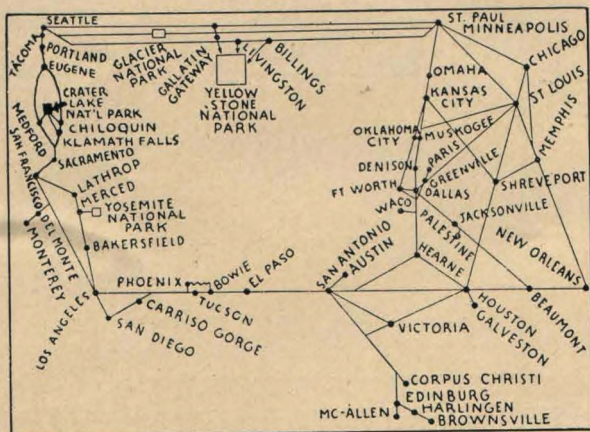 SEATTLE
ST. PAUL
MINNEAPOLIS
TACOMA
PORTLAND
EUGENE
GLACIER
NATIONAL
PARK
GALLATIN
GATEWAY
LIVINGSTON
BILLINGS
YELLOW
STONE
NATIONAL
PARK
CHICAGO
OMAHA
KANSAS
CITY
ST LOUIS
MEMPHIS
CRATER
LAKE
NAT'L PARK
MEDFORD
CHILOQUIN
KLAMATH FALLS
SACRAMENTO
SAN FRANCISCO
OKLAHOMA
CITY
MUSKOGEE
PARIS
DENISON
GREENVILLE
FT WORTH
DALLAS
SHREVEPORT
LATHROP
MERCED
YOSEMITE
NATIONAL
PARK
DEL MONTE
MONTEREY
BAKERSFIELD
WACO
JACKSONVILLE
PALESTINE
NEW ORLEANS
SAN ANTONIO
AUSTIN
HEARNE
PHOENIX
BOWIE
EL PASO
TUCSON
LOS ANGELES
CARRISO GORGE
SAN DIEGO
HOUSTON
GALVESTON
BEAUMONT
VICTORIA
CORPUS CHRISTI
EDINBURG
MC-ALLEN
HARLINGEN
BROWNSVILLE